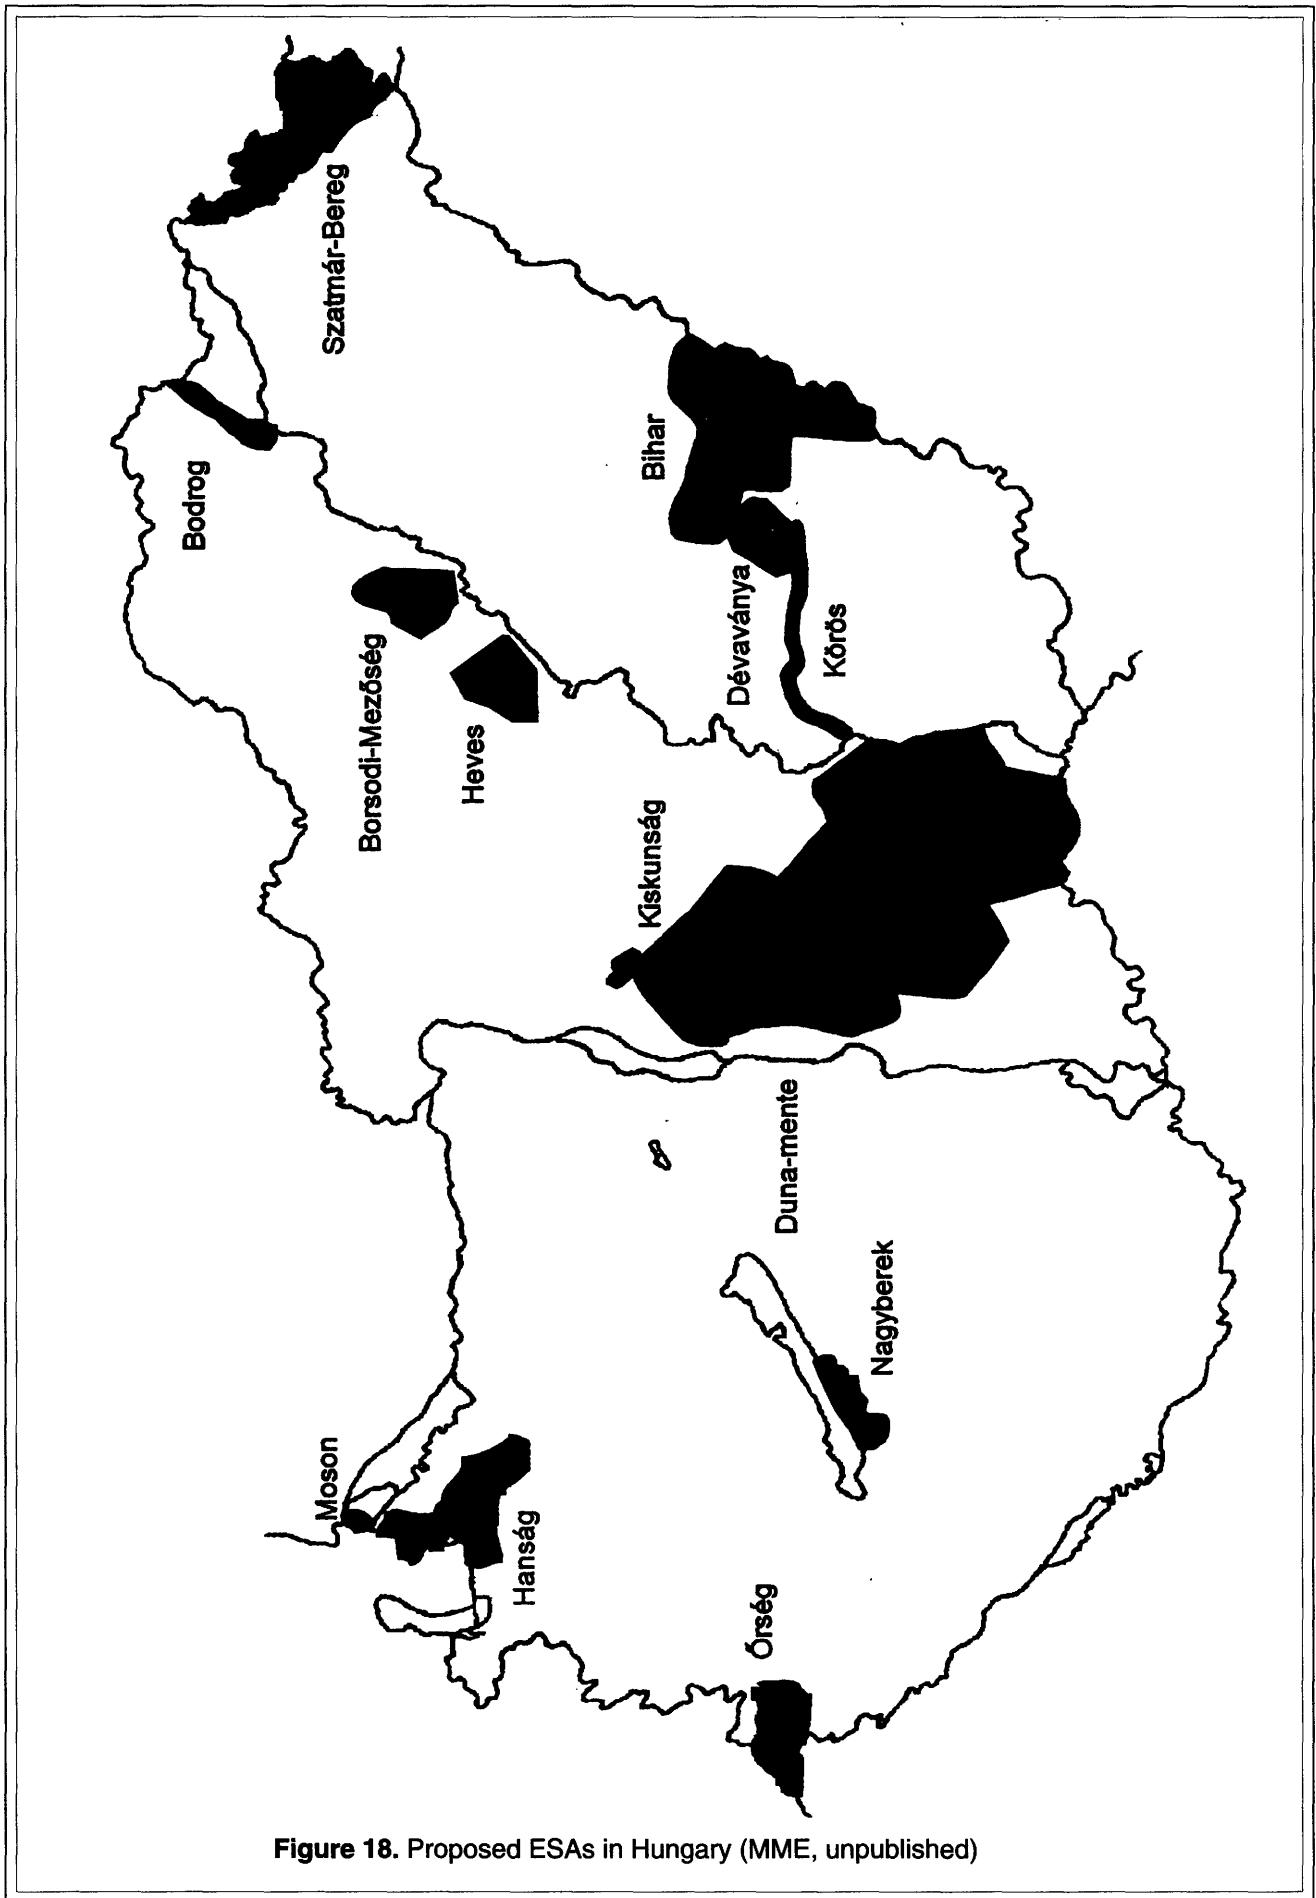 Szatmár-Bereg
Bodrog
Bihar
Borsodi-Mezőség
Dévaványa
Körös
Heves
Kiskunság
Duna-mente
Nagyberek
Moson
Hanság
Őrség
Figure 18. Proposed ESAs in Hungary (MME, unpublished)